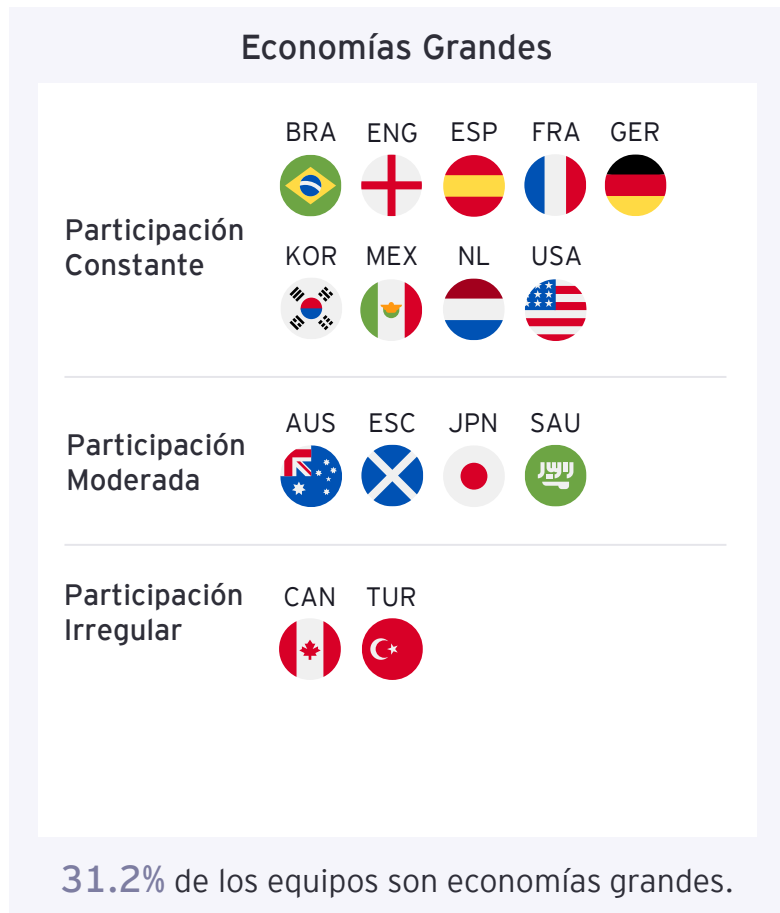 Economías Grandes
BRA ENG ESP FRA GER
Participación
Constante
KOR MEX NL USA
AUS ESC JPN SAU
Participación
Moderada
Participación
Irregular
CAN TUR
31.2% de los equipos son economías grandes.